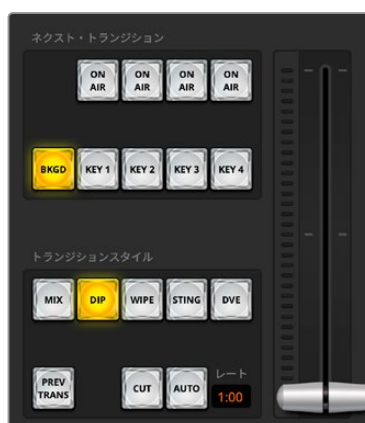 ネクスト・トランジション
ON AIR ON AIR ON AIR ON AIR
BKGD KEY 1 KEY 2 KEY 3 KEY 4
トランジションスタイル
MIX DIP WIPE STING DVE
レート
PREV TRANS CUT AUTO 1:00